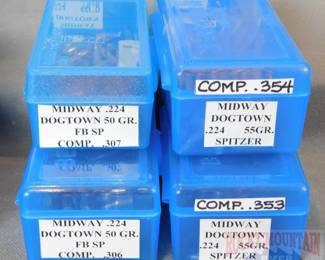 MIDWAY .224
DOGTOWN 50 GR.
FB SP
COMP. .307
COMP. .354
MIDWAY
DOGTOWN
.224 55GR.
SPITZER
MIDWAY .224
DOGTOWN 50 GR.
FB SP
COMP. .306
COMP. .353
MIDWAY
DOGTOWN
.224 55GR.
SPITZER